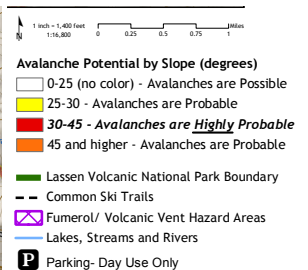 N
1 inch = 1,400 feet
1:16,800
0 0.25 0.5 0.75 1
Miles
Avalanche Potential by Slope (degrees)
0-25 (no color) - Avalanches are Possible
25-30 - Avalanches are Probable
30-45 - Avalanches are Highly Probable
45 and higher - Avalanches are Probable
Lassen Volcanic National Park Boundary
Common Ski Trails
Fumerol/ Volcanic Vent Hazard Areas
Lakes, Streams and Rivers
P Parking- Day Use Only